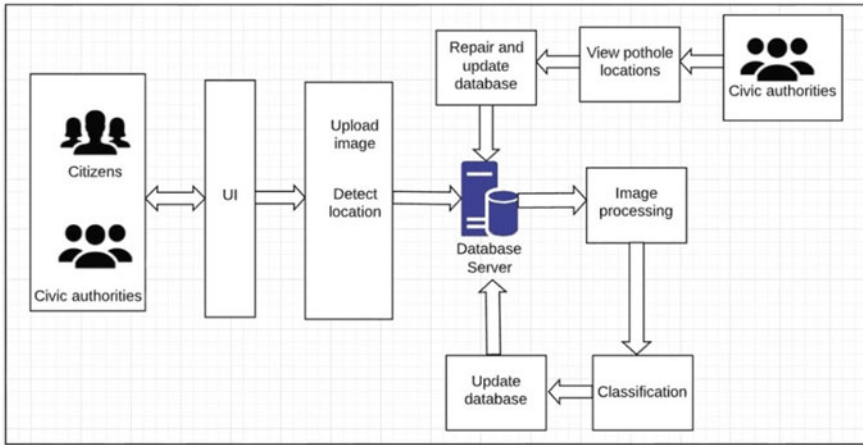 Citizens
Civic authorities
UI
Upload
image
Detect
location
Repair and
update
database
View pothole
locations
Civic authorities
Database
Server
Image
processing
Update
database
Classification